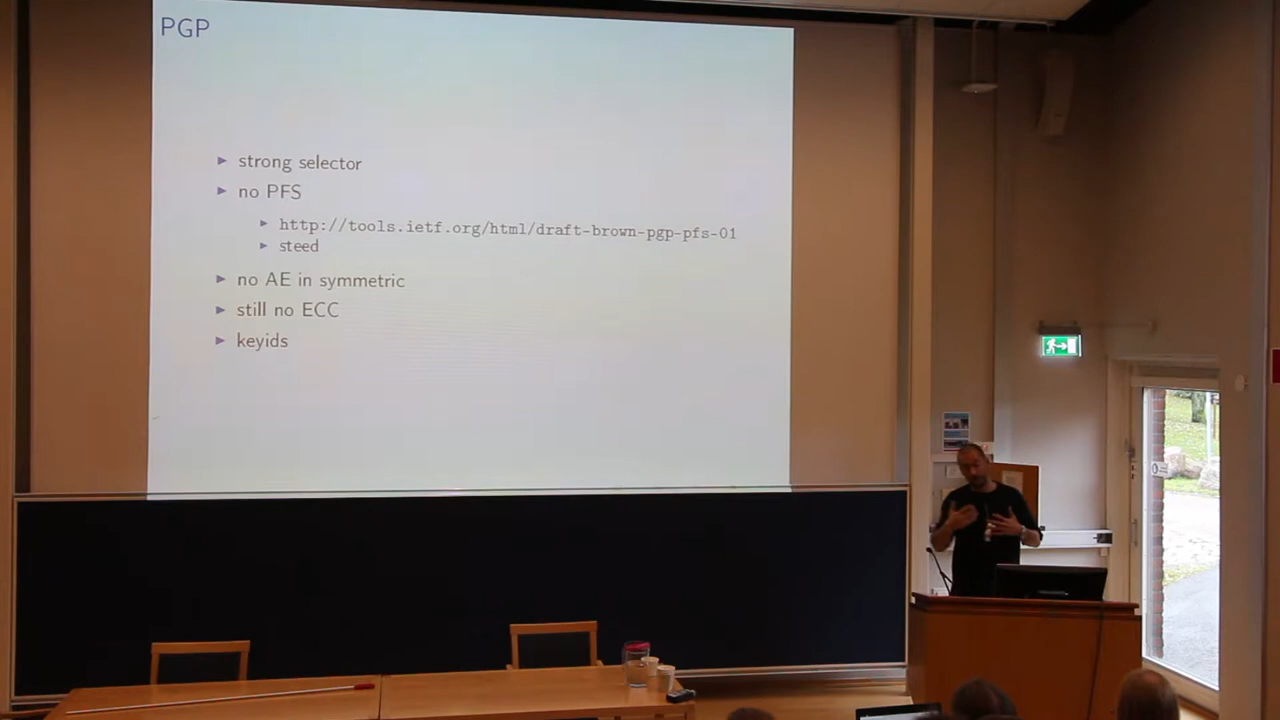 PGP
strong selector
no PFS
http://tools.ietf.org/html/draft-brown-pgp-pfs-01
steed
no AE in symmetric
still no ECC
keyids